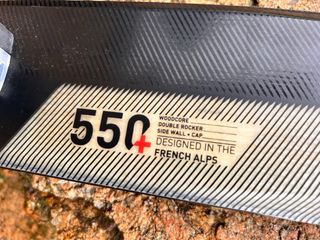 550+
WOODCORE
DOUBLE ROCKER
SIDE WALL + CAP
DESIGNED IN THE
FRENCH ALPS